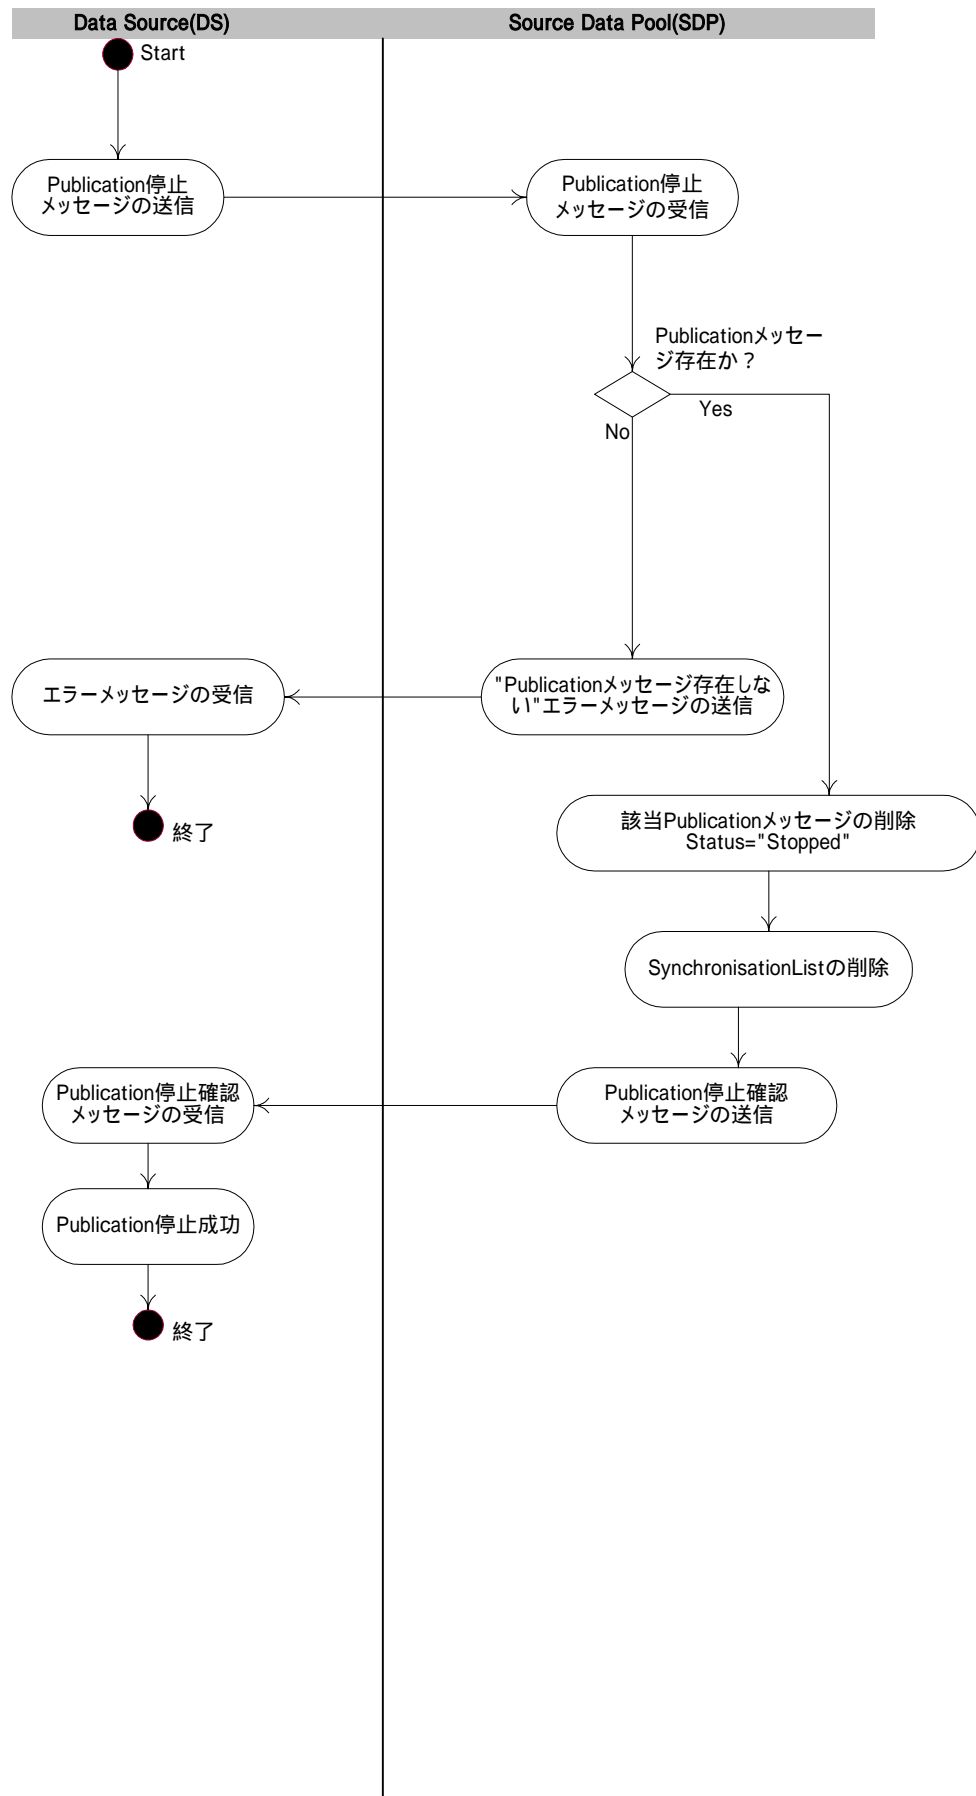 Data Source(DS)
Source Data Pool(SDP)
Start
Publication停止
メッセージの送信
Publication停止
メッセージの受信
Publicationメッセー
ジ存在か？
Yes
No
エラーメッセージの受信
"Publicationメッセージ存在しな
い"エラーメッセージの送信
終了
該当Publicationメッセージの削除
Status="Stopped"
SynchronisationListの削除
Publication停止確認
メッセージの受信
Publication停止確認
メッセージの送信
Publication停止成功
終了